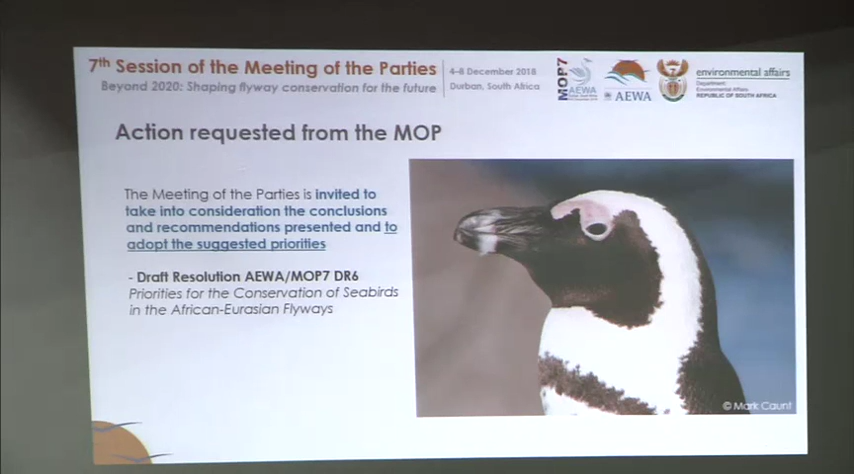 7th Session of the Meeting of the Parties
Beyond 2020: Shaping flyway conservation for the future
4–8 December 2018
Durban, South Africa
MOP7
AEWA
AEWA
environmental affairs
Department:
Environmental Affairs
REPUBLIC OF SOUTH AFRICA
Action requested from the MOP
The Meeting of the Parties is invited to
take into consideration the conclusions
and recommendations presented and to
adopt the suggested priorities
- Draft Resolution AEWA/MOP7 DR6
Priorities for the Conservation of Seabirds
in the African-Eurasian Flyways
© Mark Caunt